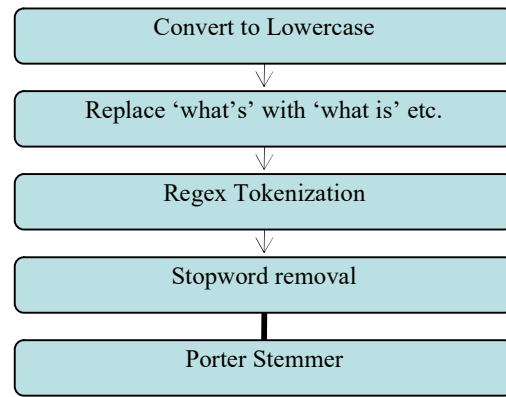 Convert to Lowercase
Replace ‘what’s’ with ‘what is’ etc.
Regex Tokenization
Stopword removal
Porter Stemmer